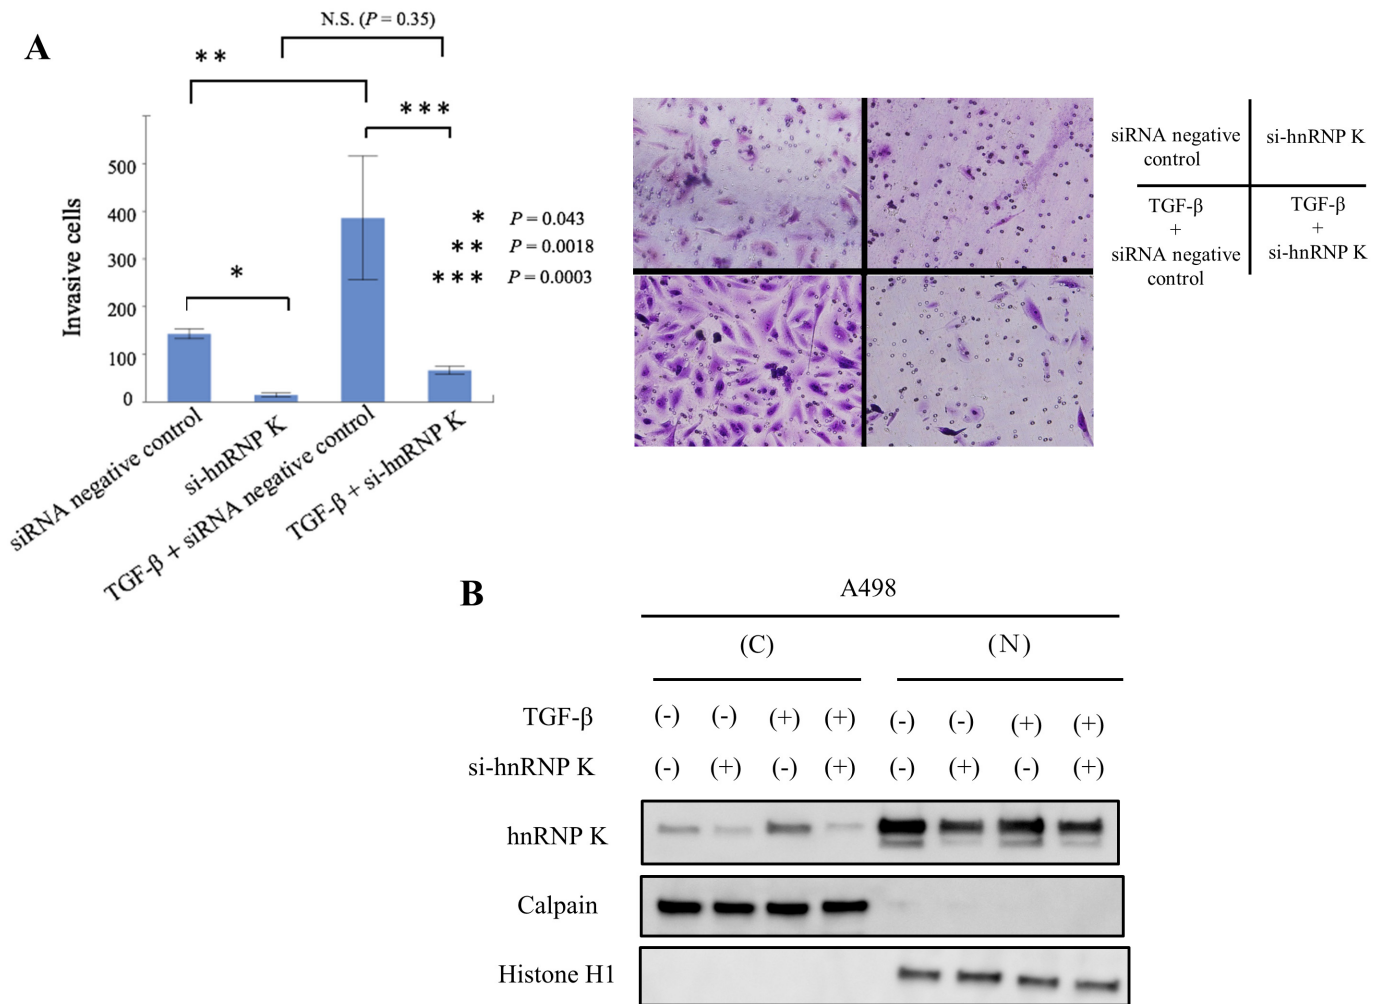 A
N.S. (P = 0.35)
**
***
*
500
400
300
200
100
0
Invasive cells
* P = 0.043
** P = 0.0018
*** P = 0.0003
siRNA negative control
si-hnRNP K
TGF-β + siRNA negative control
TGF-β + si-hnRNP K
siRNA negative
control
si-hnRNP K
TGF-β
+
siRNA negative
control
TGF-β
+
si-hnRNP K
B
A498
(C) (N)
TGF-β (-) (-) (+) (+) (-) (-) (+) (+)
si-hnRNP K (-) (+) (-) (+) (-) (+) (-) (+)
hnRNP K
Calpain
Histone H1